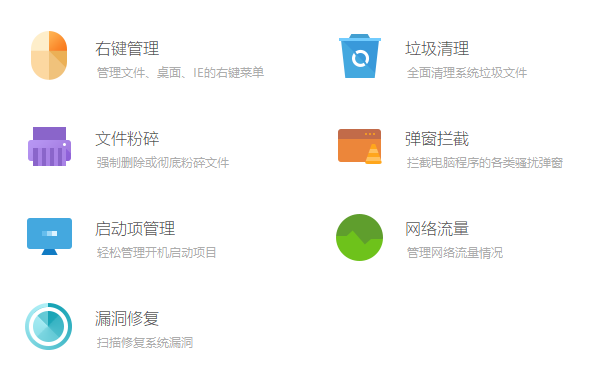 右键管理
管理文件、桌面、IE的右键菜单
垃圾清理
全面清理系统垃圾文件
文件粉碎
强制删除或彻底粉碎文件
弹窗拦截
拦截电脑程序的各类骚扰弹窗
启动项管理
轻松管理开机启动项目
网络流量
管理网络流量情况
漏洞修复
扫描修复系统漏洞